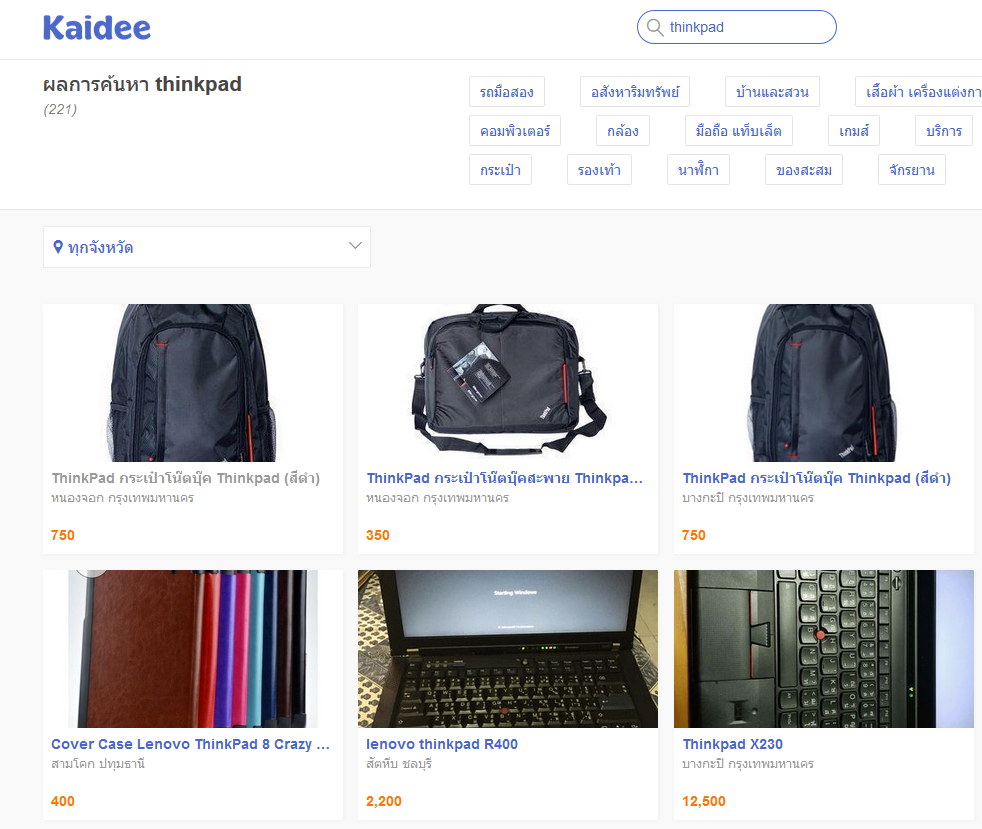 Kaidee
thinkpad
ผลการค้นหา thinkpad
(221)
รถมือสอง
อสังหาริมทรัพย์
บ้านและสวน
เสื้อผ้า เครื่องแต่งกา
คอมพิวเตอร์
กล้อง
มือถือ แท็บเล็ต
เกมส์
บริการ
กระเป๋า
รองเท้า
นาฬิกา
ของสะสม
จักรยาน
ทุกจังหวัด
ThinkPad กระเป๋าโน๊ตบุ๊ค Thinkpad (สีดำ)
หนองจอก กรุงเทพมหานคร
750
ThinkPad กระเป๋าโน๊ตบุ๊คสะพาย Thinkpa...
หนองจอก กรุงเทพมหานคร
350
ThinkPad กระเป๋าโน๊ตบุ๊ค Thinkpad (สีดำ)
บางกะปิ กรุงเทพมหานคร
750
Cover Case Lenovo ThinkPad 8 Crazy ...
สามโคก ปทุมธานี
400
Starting Windows
lenovo thinkpad R400
สัตหีบ ชลบุรี
2,200
Thinkpad X230
บางกะปิ กรุงเทพมหานคร
12,500